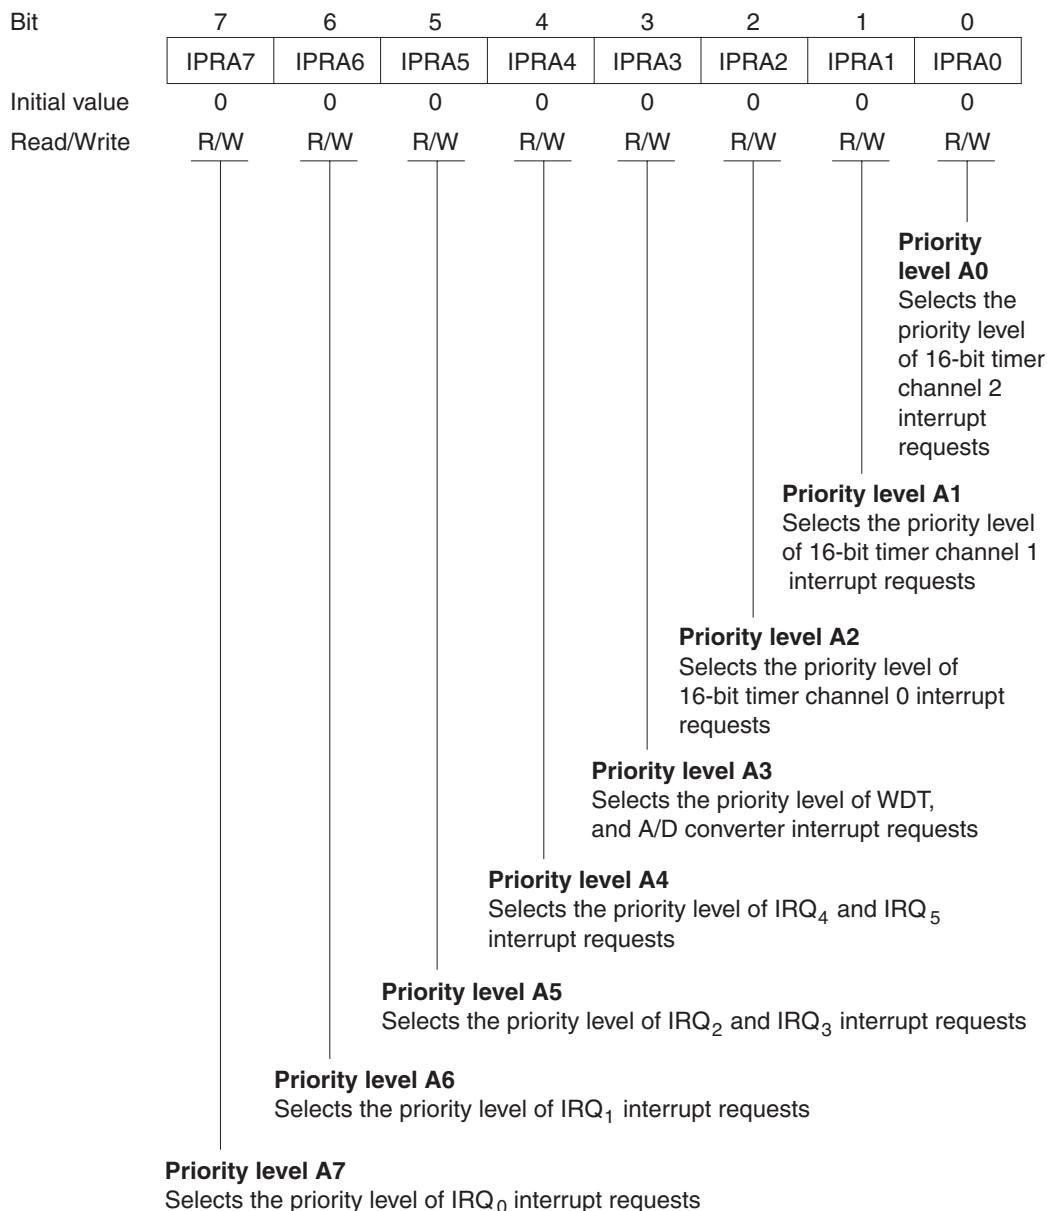 Bit 7 6 5 4 3 2 1 0
IPRA7 IPRA6 IPRA5 IPRA4 IPRA3 IPRA2 IPRA1 IPRA0
Initial value 0 0 0 0 0 0 0 0
Read/Write R/W R/W R/W R/W R/W R/W R/W R/W
Priority
level A0
Selects the
priority level
of 16-bit timer
channel 2
interrupt
requests
Priority level A1
Selects the priority level
of 16-bit timer channel 1
interrupt requests
Priority level A2
Selects the priority level of
16-bit timer channel 0 interrupt
requests
Priority level A3
Selects the priority level of WDT,
and A/D converter interrupt requests
Priority level A4
Selects the priority level of IRQ₄ and IRQ₅
interrupt requests
Priority level A5
Selects the priority level of IRQ₂ and IRQ₃ interrupt requests
Priority level A6
Selects the priority level of IRQ₁ interrupt requests
Priority level A7
Selects the priority level of IRQ₀ interrupt requests